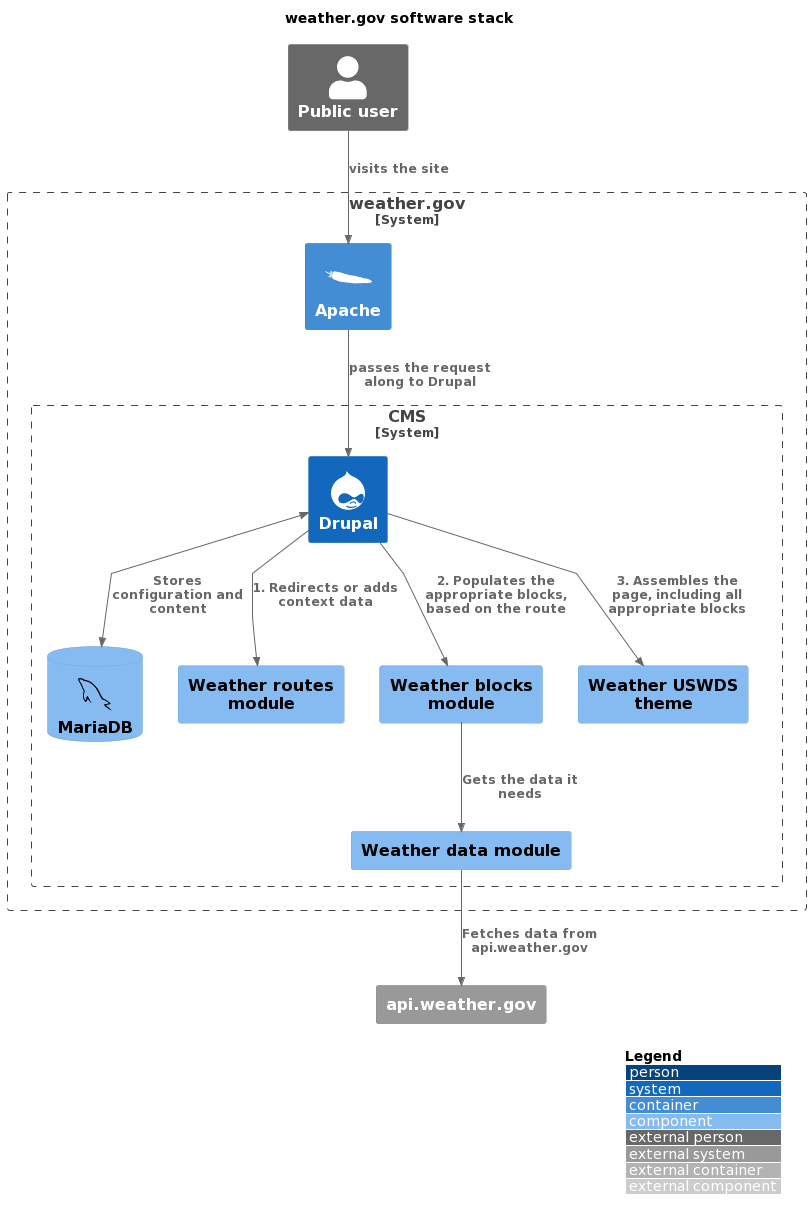 weather.gov software stack
Public user
visits the site
weather.gov
[System]
Apache
passes the request
along to Drupal
CMS
[System]
Drupal
Stores
configuration and
content
1. Redirects or adds
context data
2. Populates the
appropriate blocks,
based on the route
3. Assembles the
page, including all
appropriate blocks
MariaDB
Weather routes
module
Weather blocks
module
Weather USWDS
theme
Gets the data it
needs
Weather data module
Fetches data from
api.weather.gov
api.weather.gov
Legend
person
system
container
component
external person
external system
external container
external component